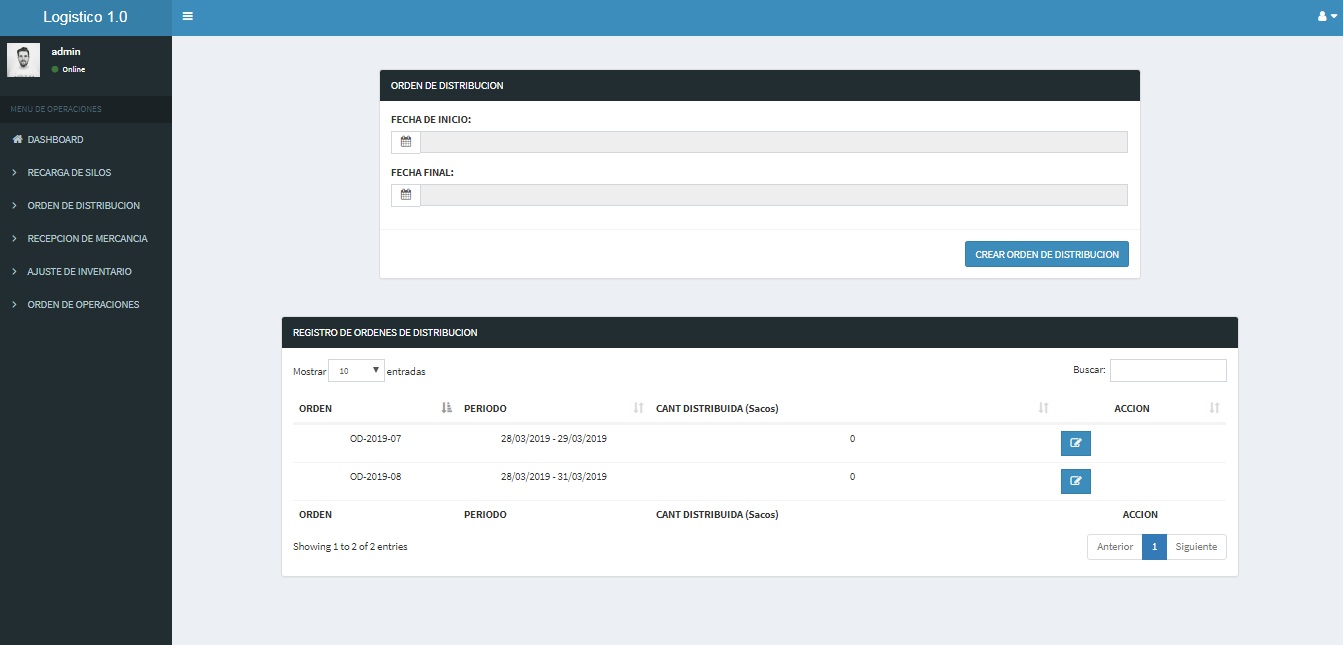 Logistico 1.0
admin
Online
MENU DE OPERACIONES
DASHBOARD
RECARGA DE SILOS
ORDEN DE DISTRIBUCION
RECEPCION DE MERCANCIA
AJUSTE DE INVENTARIO
ORDEN DE OPERACIONES
ORDEN DE DISTRIBUCION
FECHA DE INICIO:
FECHA FINAL:
CREAR ORDEN DE DISTRIBUCION
REGISTRO DE ORDENES DE DISTRIBUCION
Mostrar 10 entradas Buscar:
ORDEN PERIODO CANT DISTRIBUIDA (Sacos) ACCION
OD-2019-07 28/03/2019 - 29/03/2019 0
OD-2019-08 28/03/2019 - 31/03/2019 0
ORDEN PERIODO CANT DISTRIBUIDA (Sacos) ACCION
Showing 1 to 2 of 2 entries Anterior 1 Siguiente